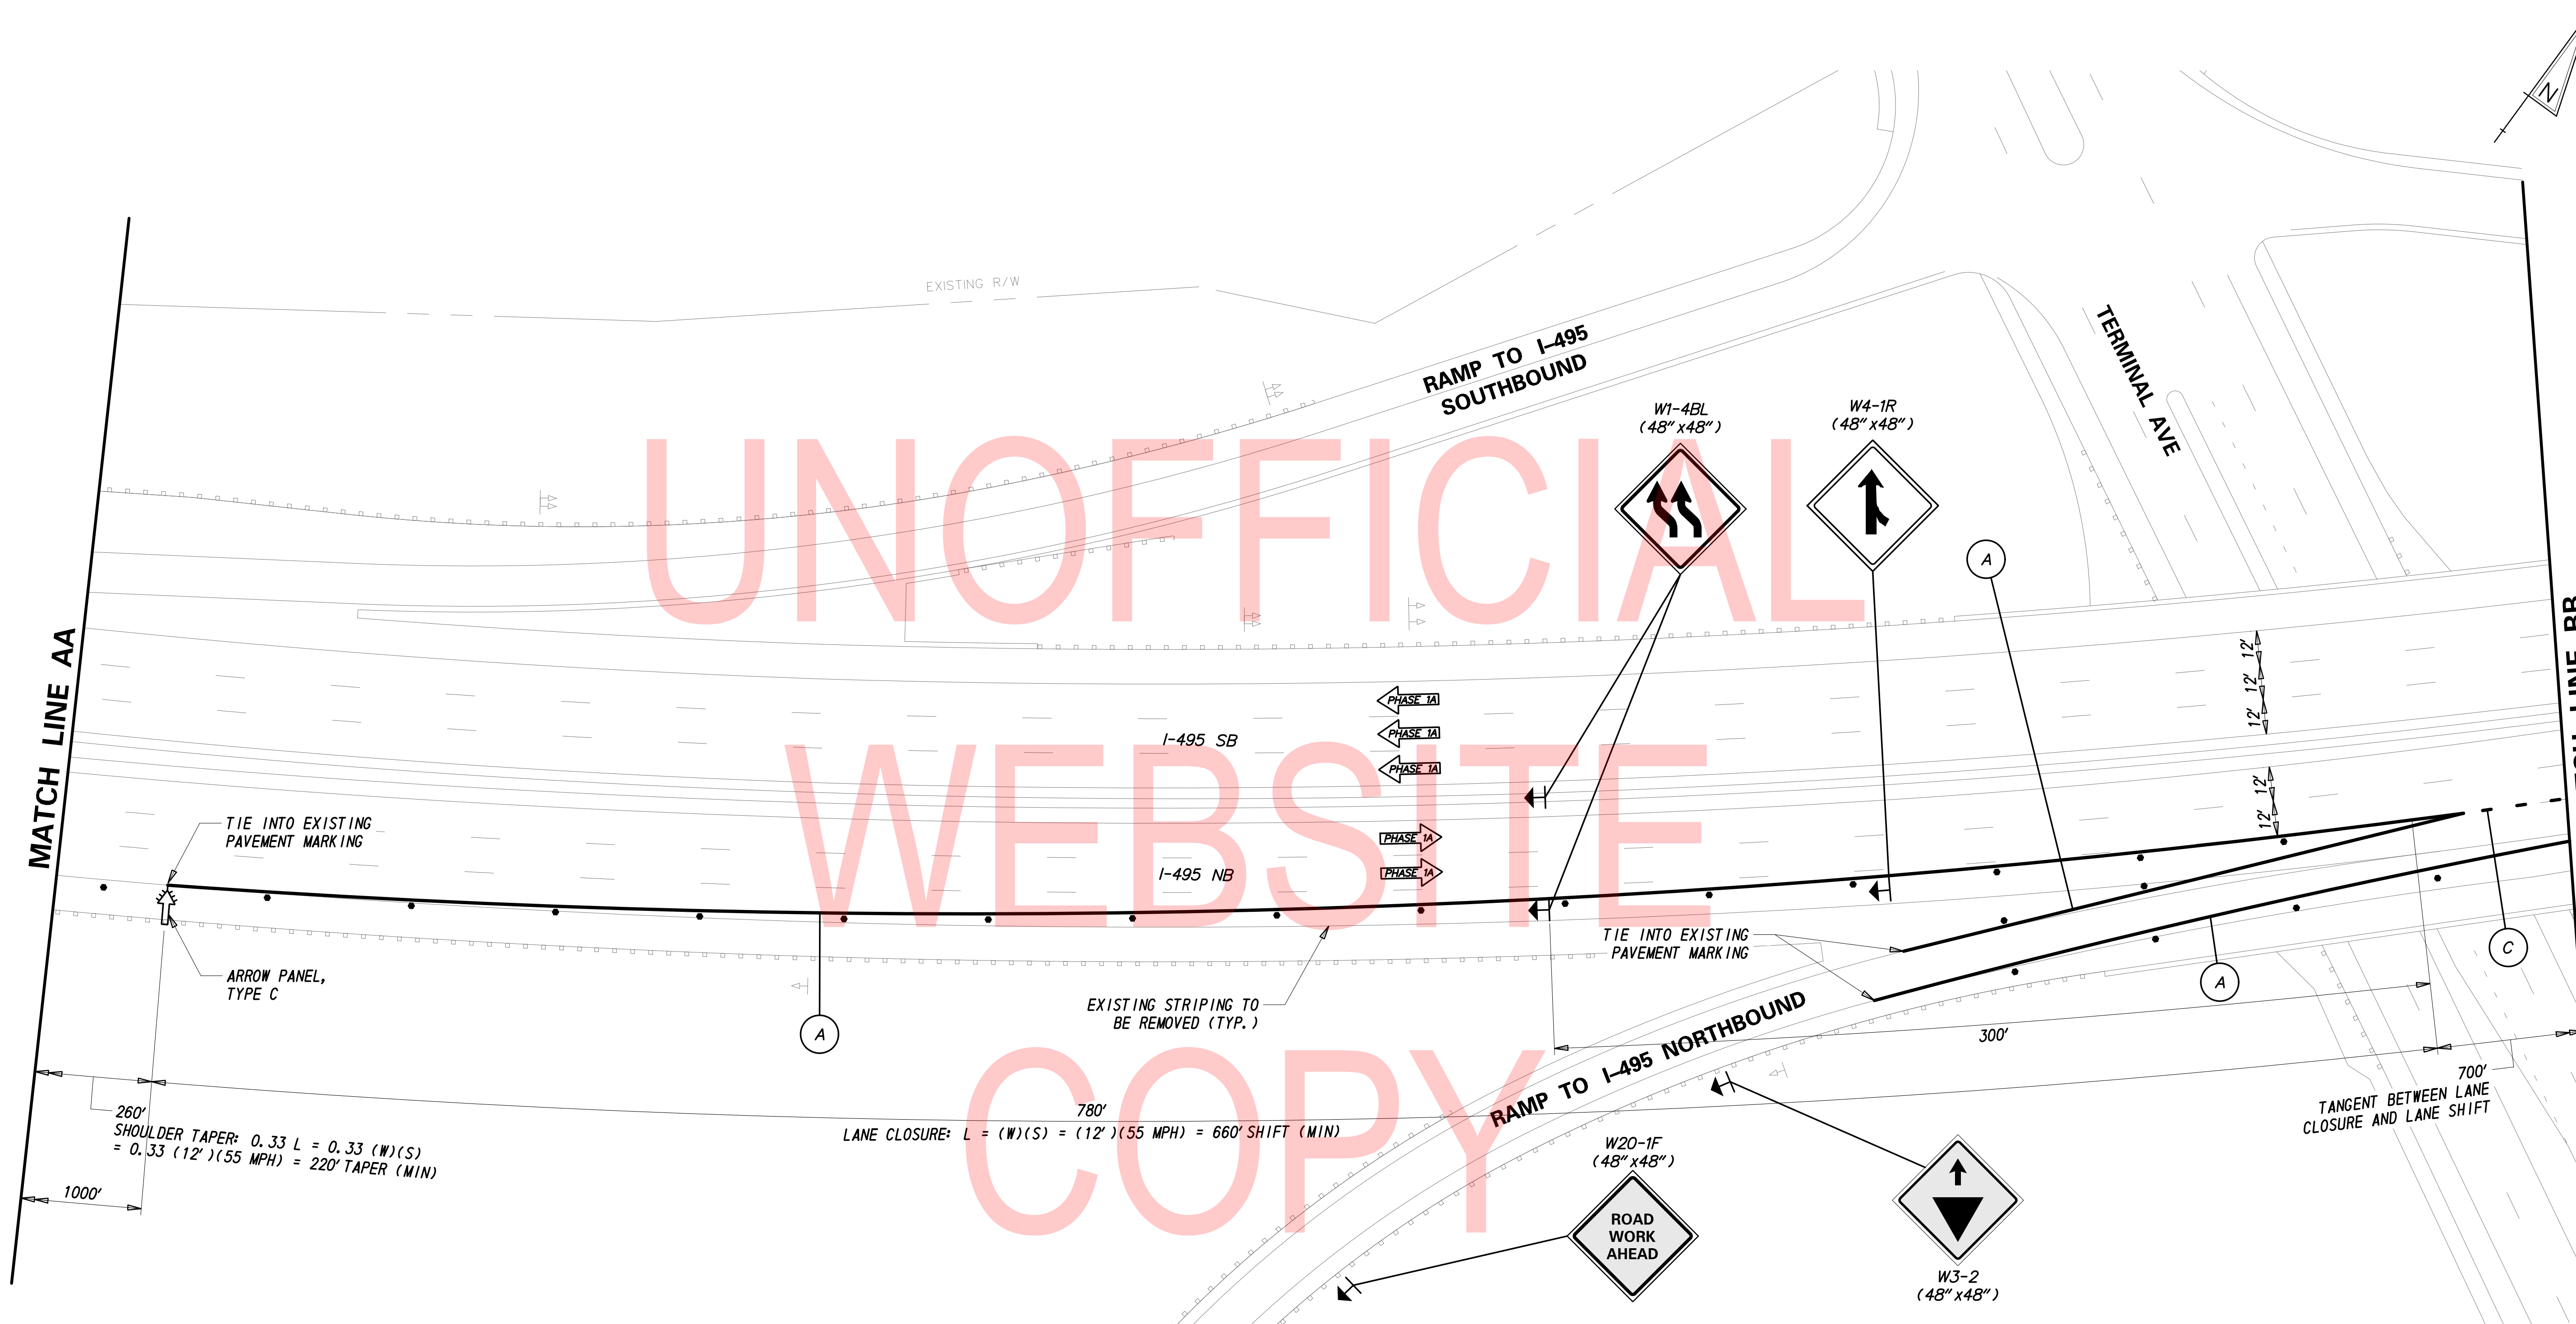 N
EXISTING R/W
RAMP TO I-495
SOUTHBOUND
TERMINAL AVE
W1-4BL
(48"x48")
W4-1R
(48"x48")
A
UNOFFICIAL
WEBSITE
COPY
MATCH LINE AA
LINE BB
12'
12'
12'
PHASE 1A
PHASE 1A
PHASE 1A
I-495 SB
12'
12'
PHASE 1A
PHASE 1A
I-495 NB
TIE INTO EXISTING
PAVEMENT MARKING
ARROW PANEL,
TYPE C
A
EXISTING STRIPING TO
BE REMOVED (TYP.)
TIE INTO EXISTING
PAVEMENT MARKING
C
A
RAMP TO I-495 NORTHBOUND
300'
260'
SHOULDER TAPER: 0.33 L = 0.33 (W)(S)
= 0.33 (12')(55 MPH) = 220' TAPER (MIN)
1000'
780'
LANE CLOSURE: L = (W)(S) = (12')(55 MPH) = 660' SHIFT (MIN)
700'
TANGENT BETWEEN LANE
CLOSURE AND LANE SHIFT
W20-1F
(48"x48")
ROAD
WORK
AHEAD
W3-2
(48"x48")